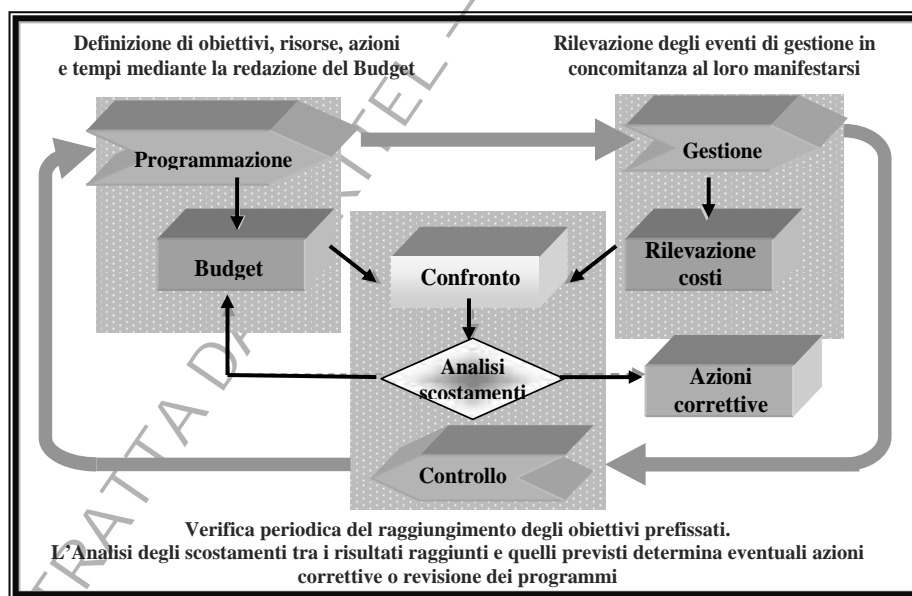 Definizione di obiettivi, risorse, azioni
e tempi mediante la redazione del Budget
Rilevazione degli eventi di gestione in
concomitanza al loro manifestarsi
Programmazione
Gestione
Budget
Confronto
Rilevazione
costi
Analisi
scostamenti
Azioni
correttive
Controllo
Verifica periodica del raggiungimento degli obiettivi prefissati.
L’Analisi degli scostamenti tra i risultati raggiunti e quelli previsti determina eventuali azioni
correttive o revisione dei programmi